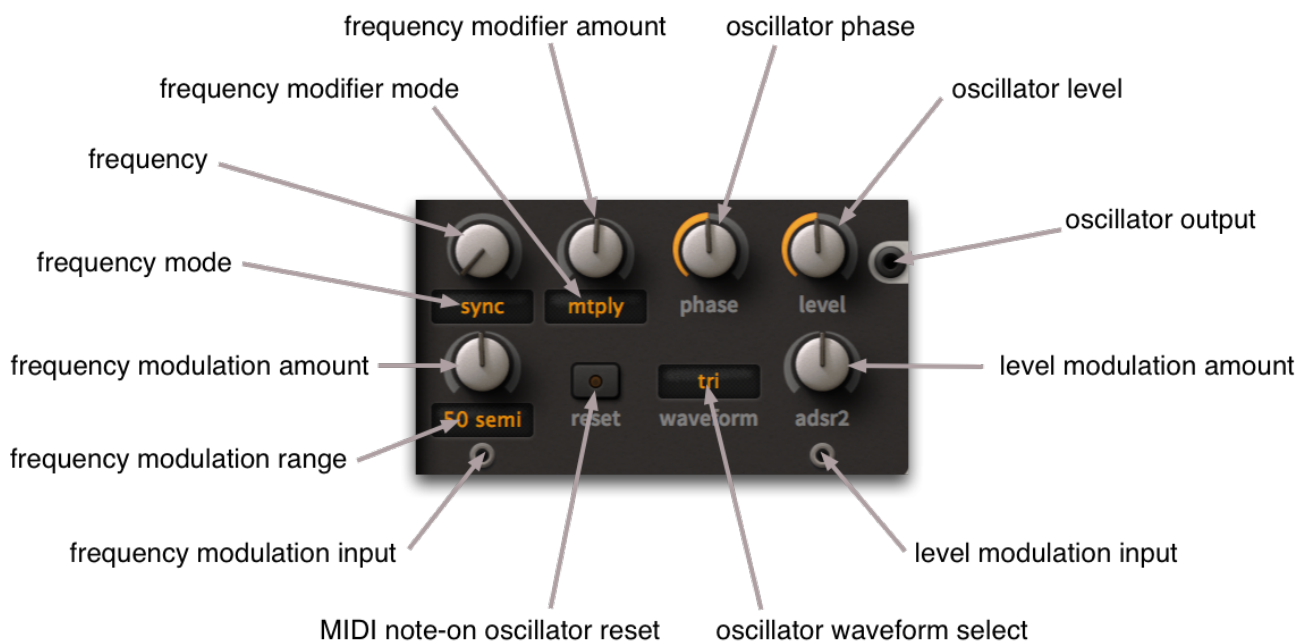 frequency modifier amount
oscillator phase
frequency modifier mode
oscillator level
frequency
oscillator output
frequency mode
sync
mtply
phase
level
frequency modulation amount
level modulation amount
tri
50 semi
reset
waveform
adsr2
frequency modulation range
frequency modulation input
level modulation input
MIDI note-on oscillator reset
oscillator waveform select